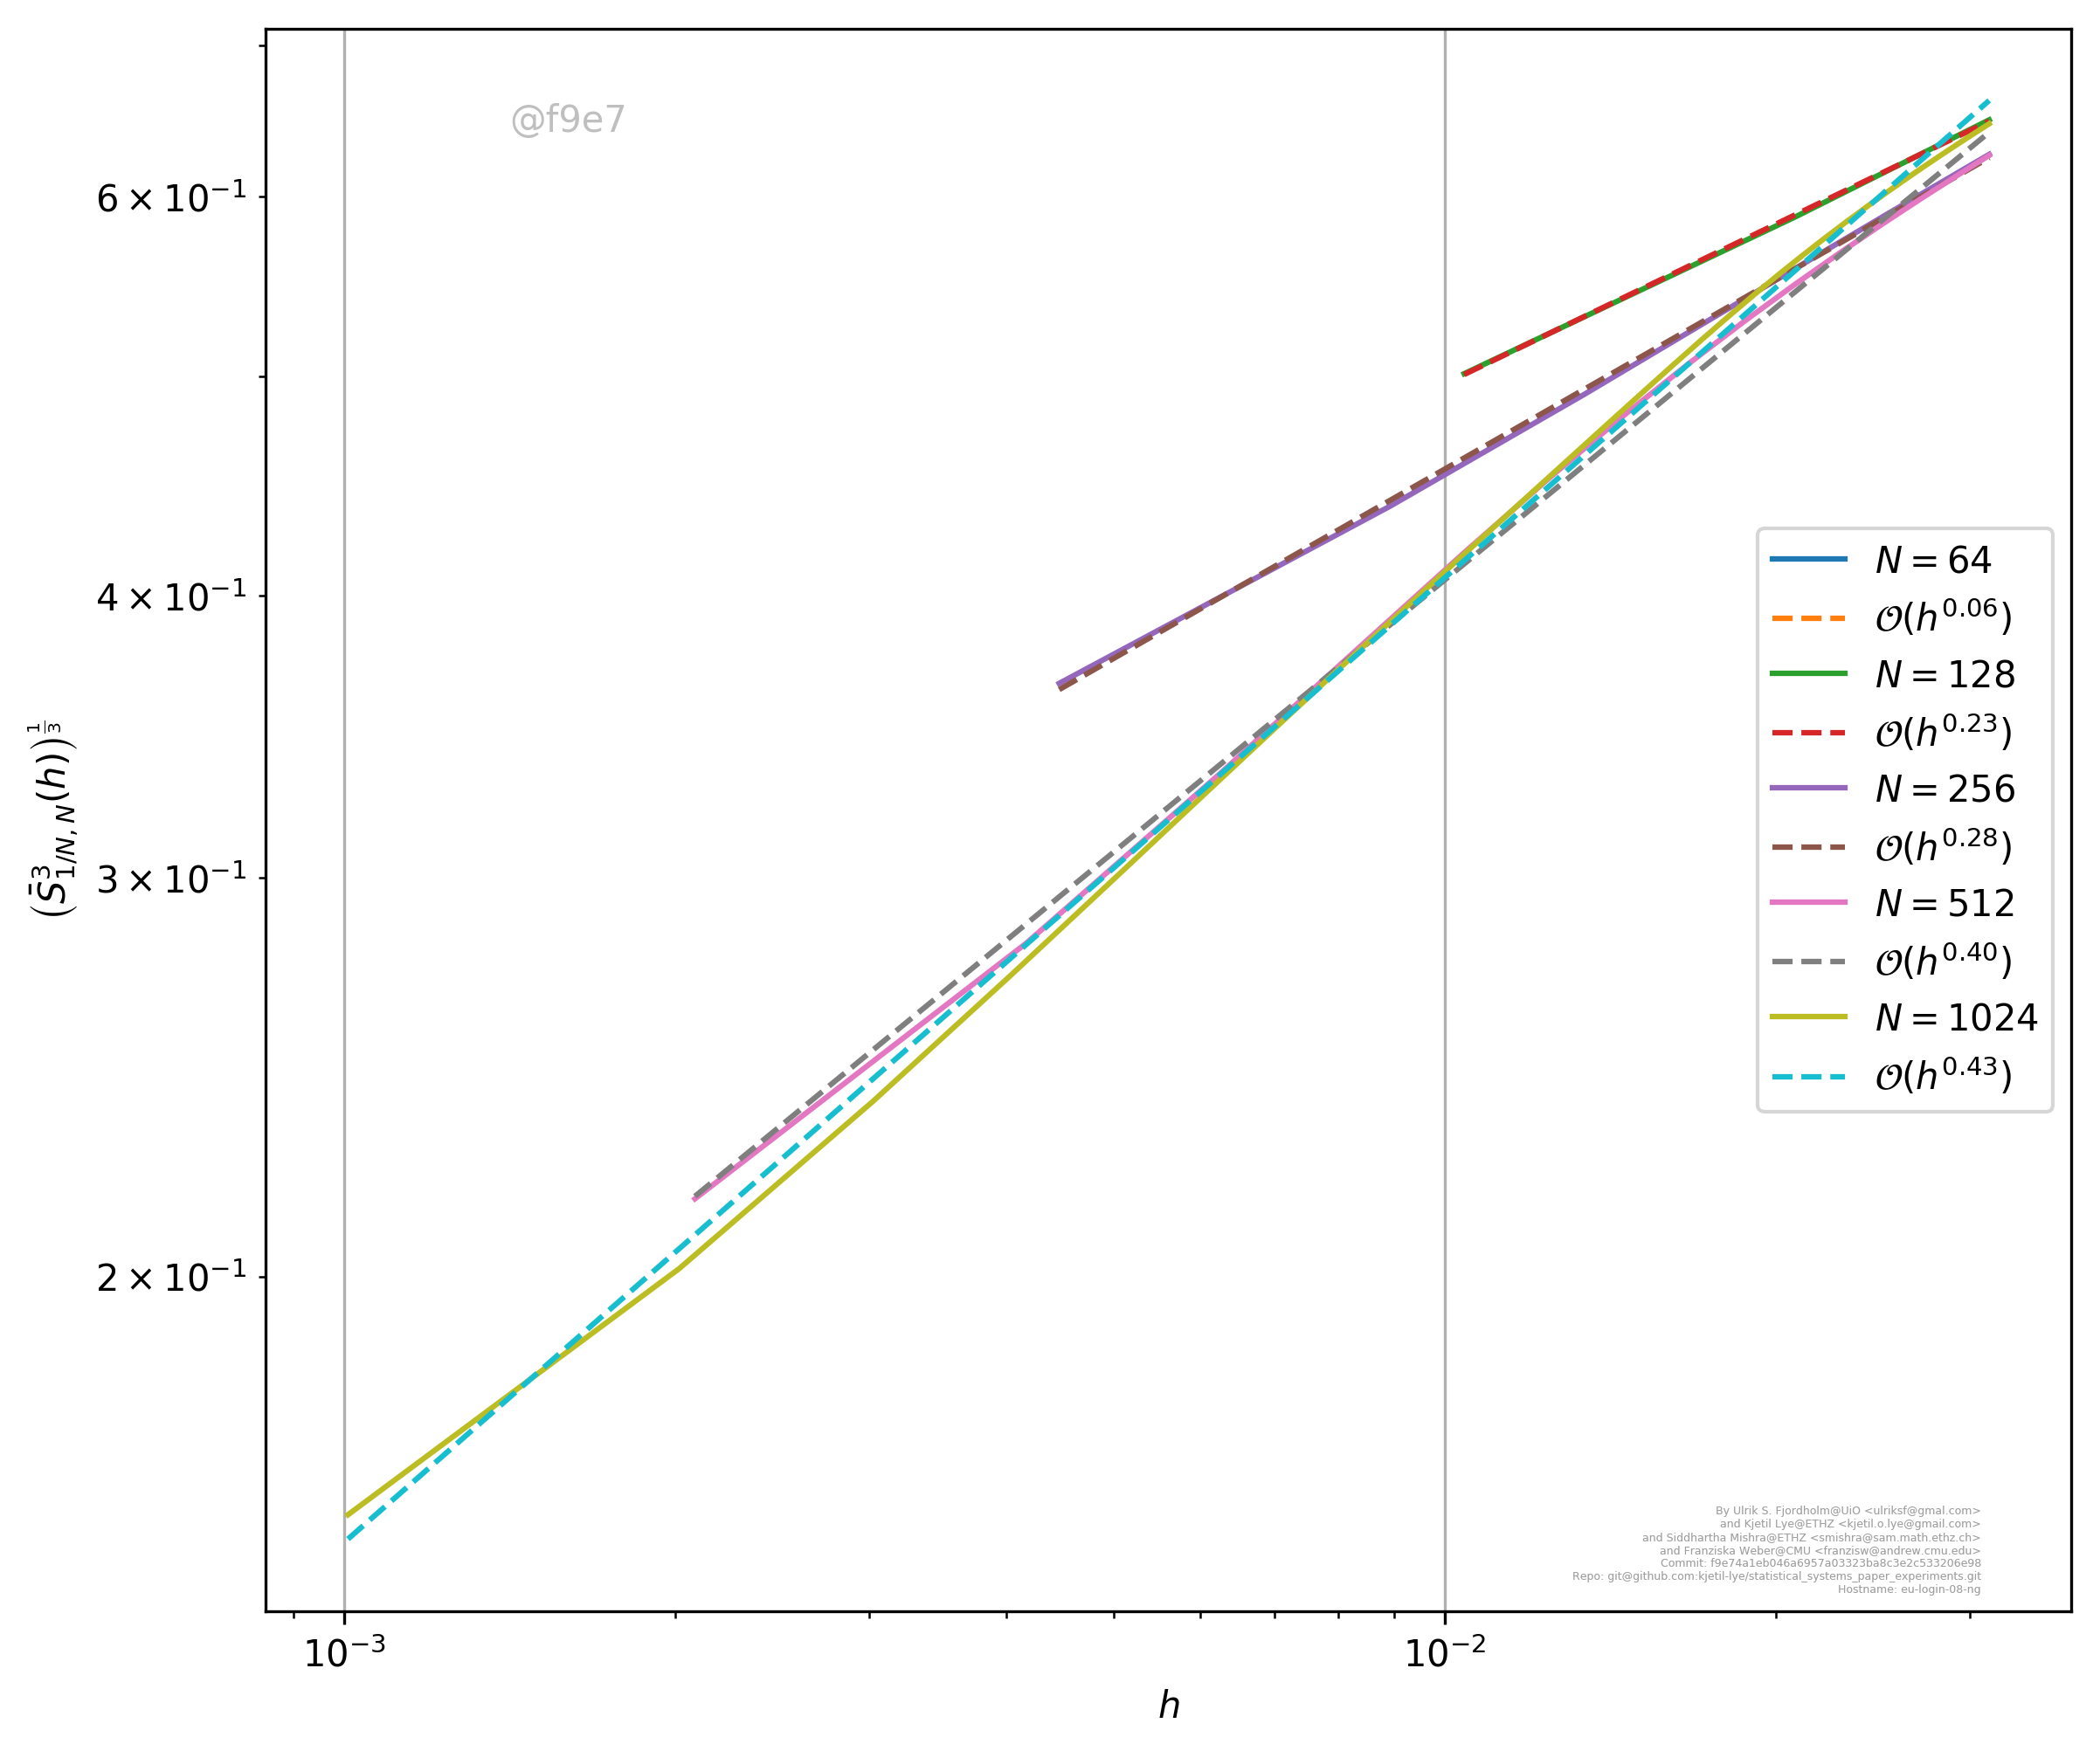 @f9e7
6 × 10⁻¹
4 × 10⁻¹
3 × 10⁻¹
2 × 10⁻¹
(S̄³₁/N, N(h))^(1/3)
N = 64
𝒪(h^0.06)
N = 128
𝒪(h^0.23)
N = 256
𝒪(h^0.28)
N = 512
𝒪(h^0.40)
N = 1024
𝒪(h^0.43)
By Ulrik S. Fjordholm@UiO <ulriksf@gmal.com>
and Kjetil Lye@ETHZ <kjetil.o.lye@gmail.com>
and Siddhartha Mishra@ETHZ <smishra@sam.math.ethz.ch>
and Franziska Weber@CMU <franzisw@andrew.cmu.edu>
Commit: f9e74a1eb046a6957a03323ba8c3e2c533206e98
Repo: git@github.com:kjetil-lye/statistical_systems_paper_experiments.git
Hostname: eu-login-08-ng
10⁻³ 10⁻²
h